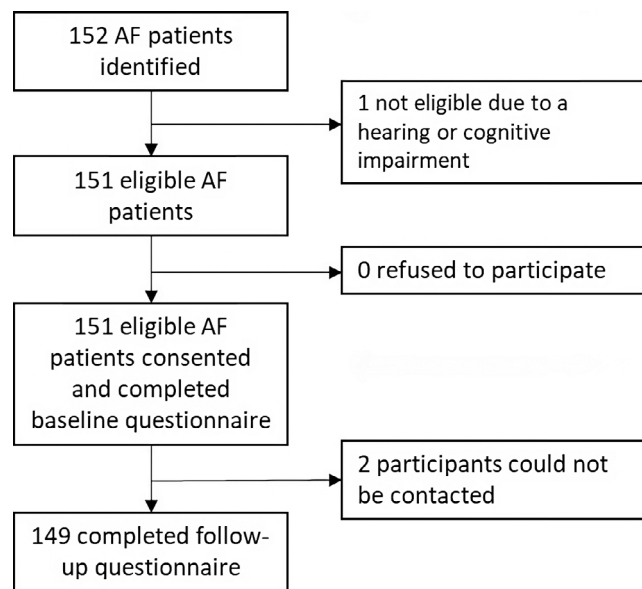 152 AF patients
identified
1 not eligible due to a
hearing or cognitive
impairment
151 eligible AF
patients
0 refused to participate
151 eligible AF
patients consented
and completed
baseline questionnaire
2 participants could not
be contacted
149 completed follow-
up questionnaire